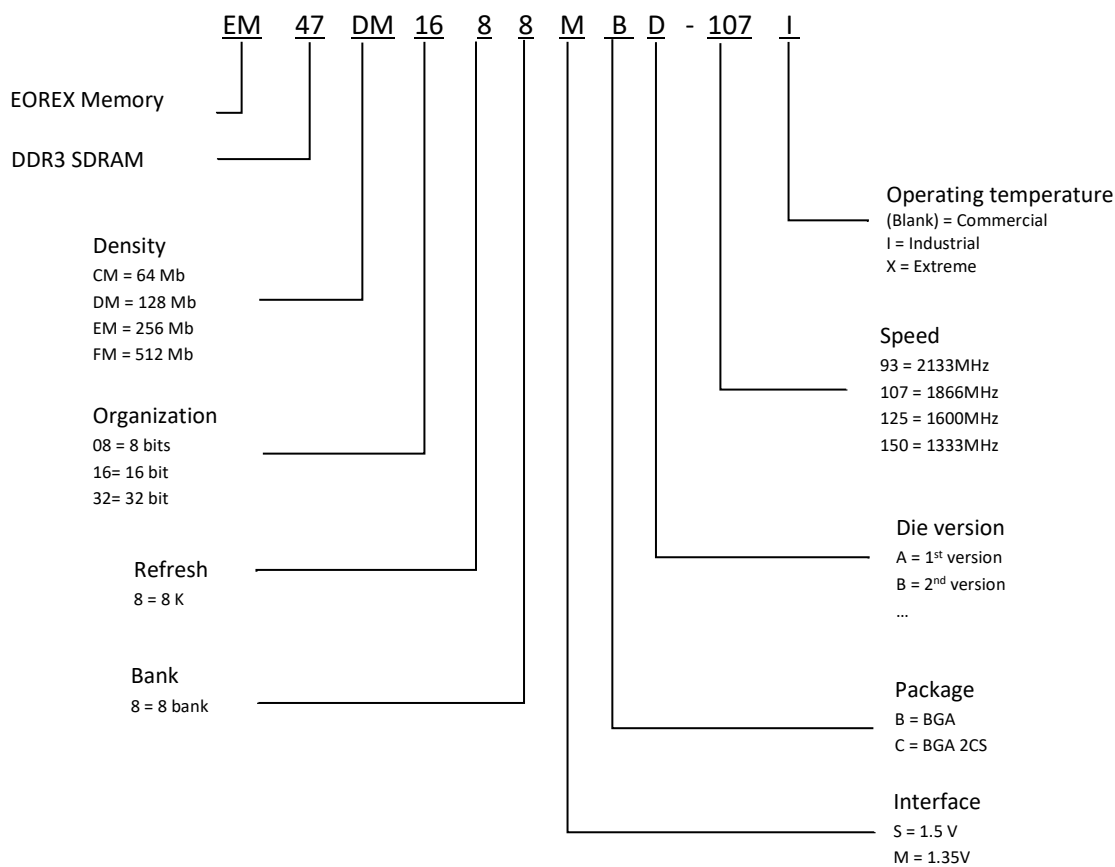 EM 47 DM 16 8 8 M B D - 107 I
EOREX Memory
DDR3 SDRAM
Density
CM = 64 Mb
DM = 128 Mb
EM = 256 Mb
FM = 512 Mb
Organization
08 = 8 bits
16= 16 bit
32= 32 bit
Refresh
8 = 8 K
Bank
8 = 8 bank
Operating temperature
(Blank) = Commercial
I = Industrial
X = Extreme
Speed
93 = 2133MHz
107 = 1866MHz
125 = 1600MHz
150 = 1333MHz
Die version
A = 1st version
B = 2nd version
...
Package
B = BGA
C = BGA 2CS
Interface
S = 1.5 V
M = 1.35V